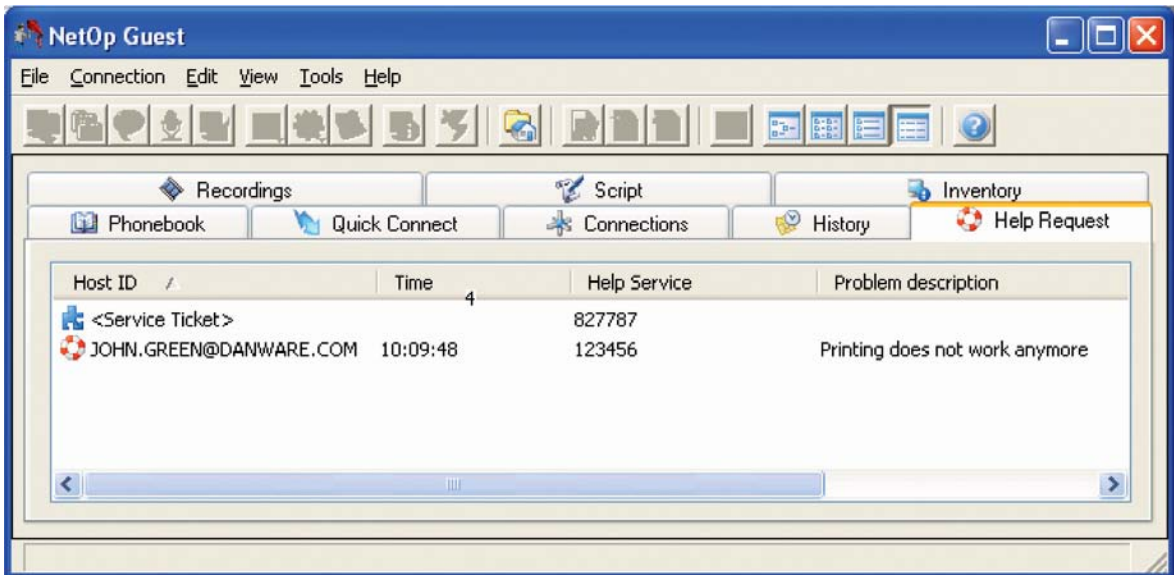 NetOp Guest
File Connection Edit View Tools Help
Recordings Script Inventory
Phonebook Quick Connect Connections History Help Request
Host ID Time Help Service Problem description
4
<Service Ticket> 827787
JOHN.GREEN@DANWARE.COM 10:09:48 123456 Printing does not work anymore